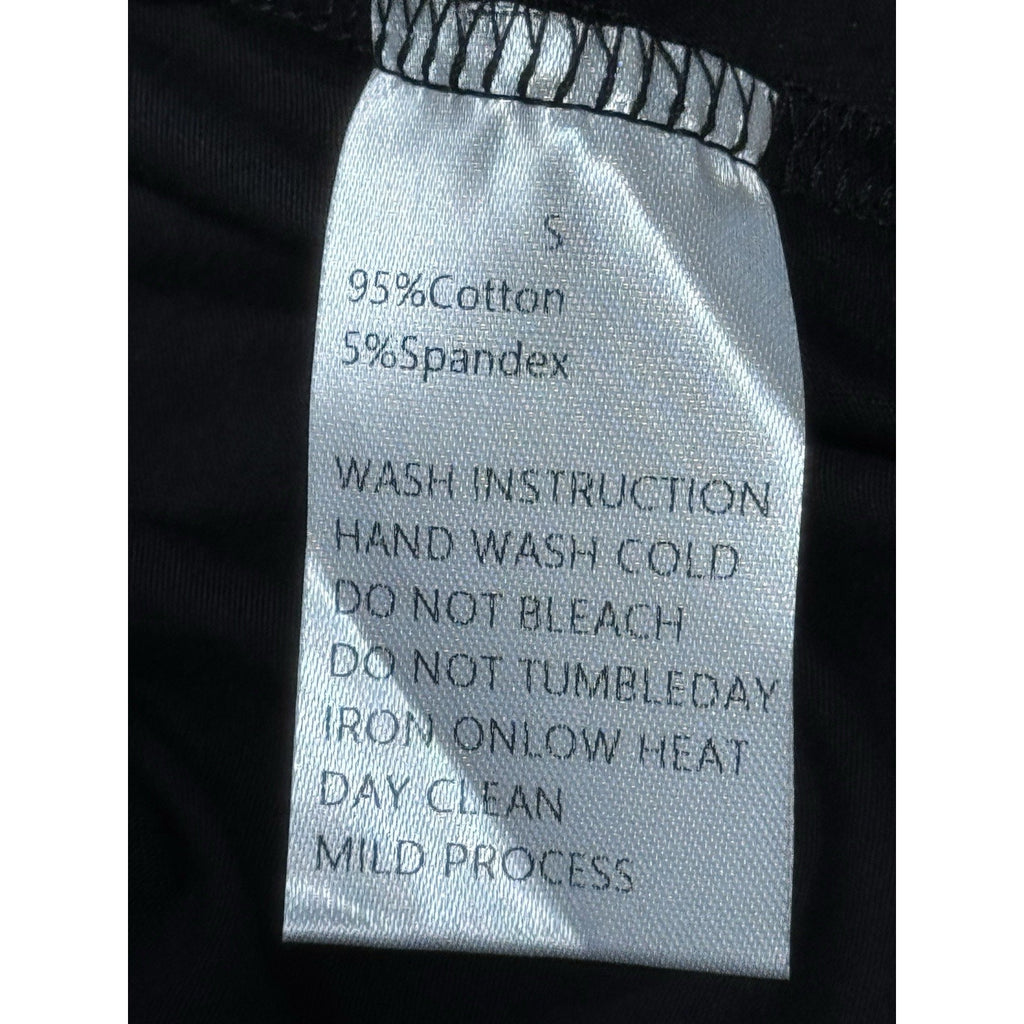 S
95%Cotton
5%Spandex
WASH INSTRUCTION
HAND WASH COLD
DO NOT BLEACH
DO NOT TUMBLEDAY
IRON ONLOW HEAT
DAY CLEAN
MILD PROCESS